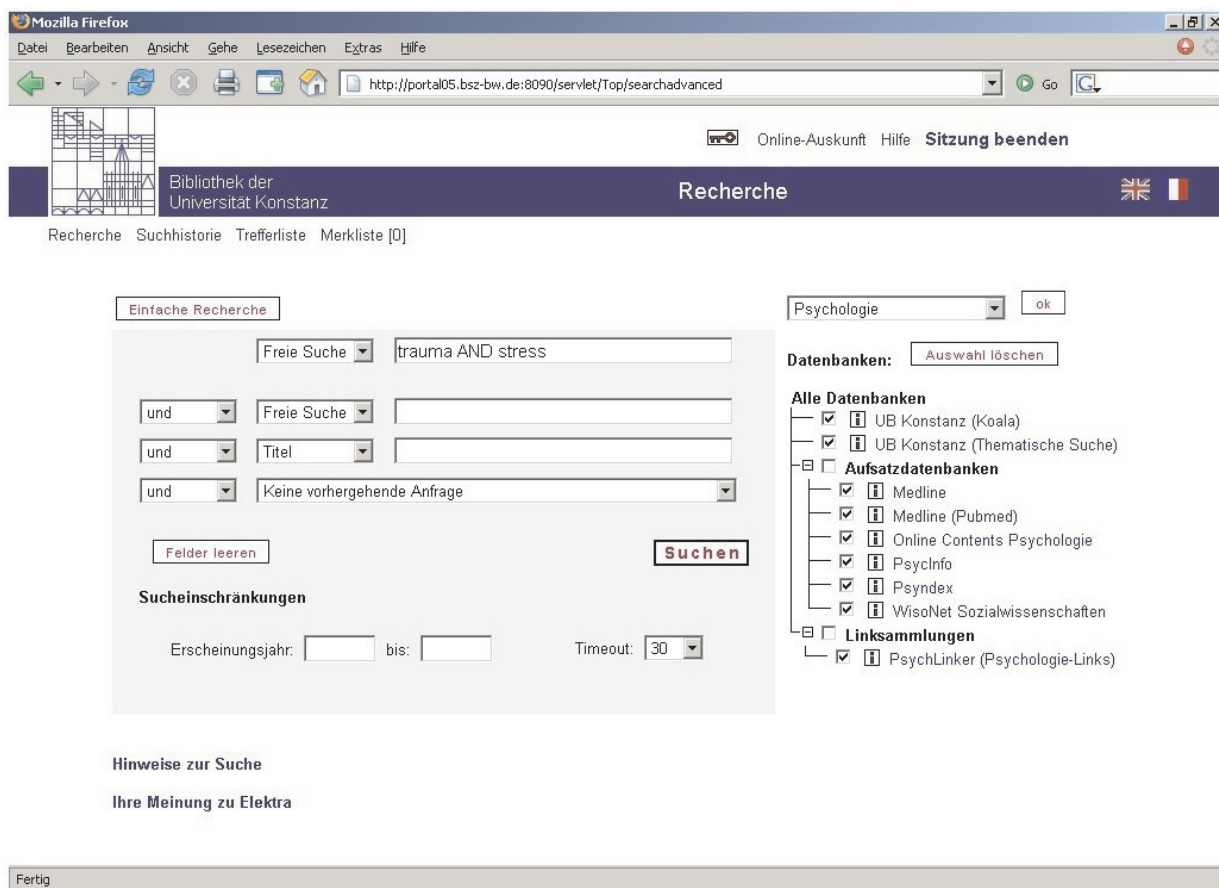 Mozilla Firefox
Datei Bearbeiten Ansicht Gehe Lesezeichen Extras Hilfe
http://portal05.bsz-bw.de:8090/servlet/Top/searchadvanced Go G
Online-Auskunft Hilfe Sitzung beenden
Bibliothek der
Universität Konstanz
Recherche
Recherche Suchhistorie Trefferliste Merkliste [0]
Einfache Recherche
Freie Suche trauma AND stress
und Freie Suche
und Titel
und Keine vorhergehende Anfrage
Felder leeren Suchen
Sucheinschränkungen
Erscheinungsjahr: bis: Timeout: 30
Psychologie ok
Datenbanken: Auswahl löschen
Alle Datenbanken
i UB Konstanz (Koala)
i UB Konstanz (Thematische Suche)
Aufsatzdatenbanken
i Medline
i Medline (Pubmed)
i Online Contents Psychologie
i PsycInfo
i Psyndex
i WisoNet Sozialwissenschaften
Linksammlungen
i PsychLinker (Psychologie-Links)
Hinweise zur Suche
Ihre Meinung zu Elektra
Fertig